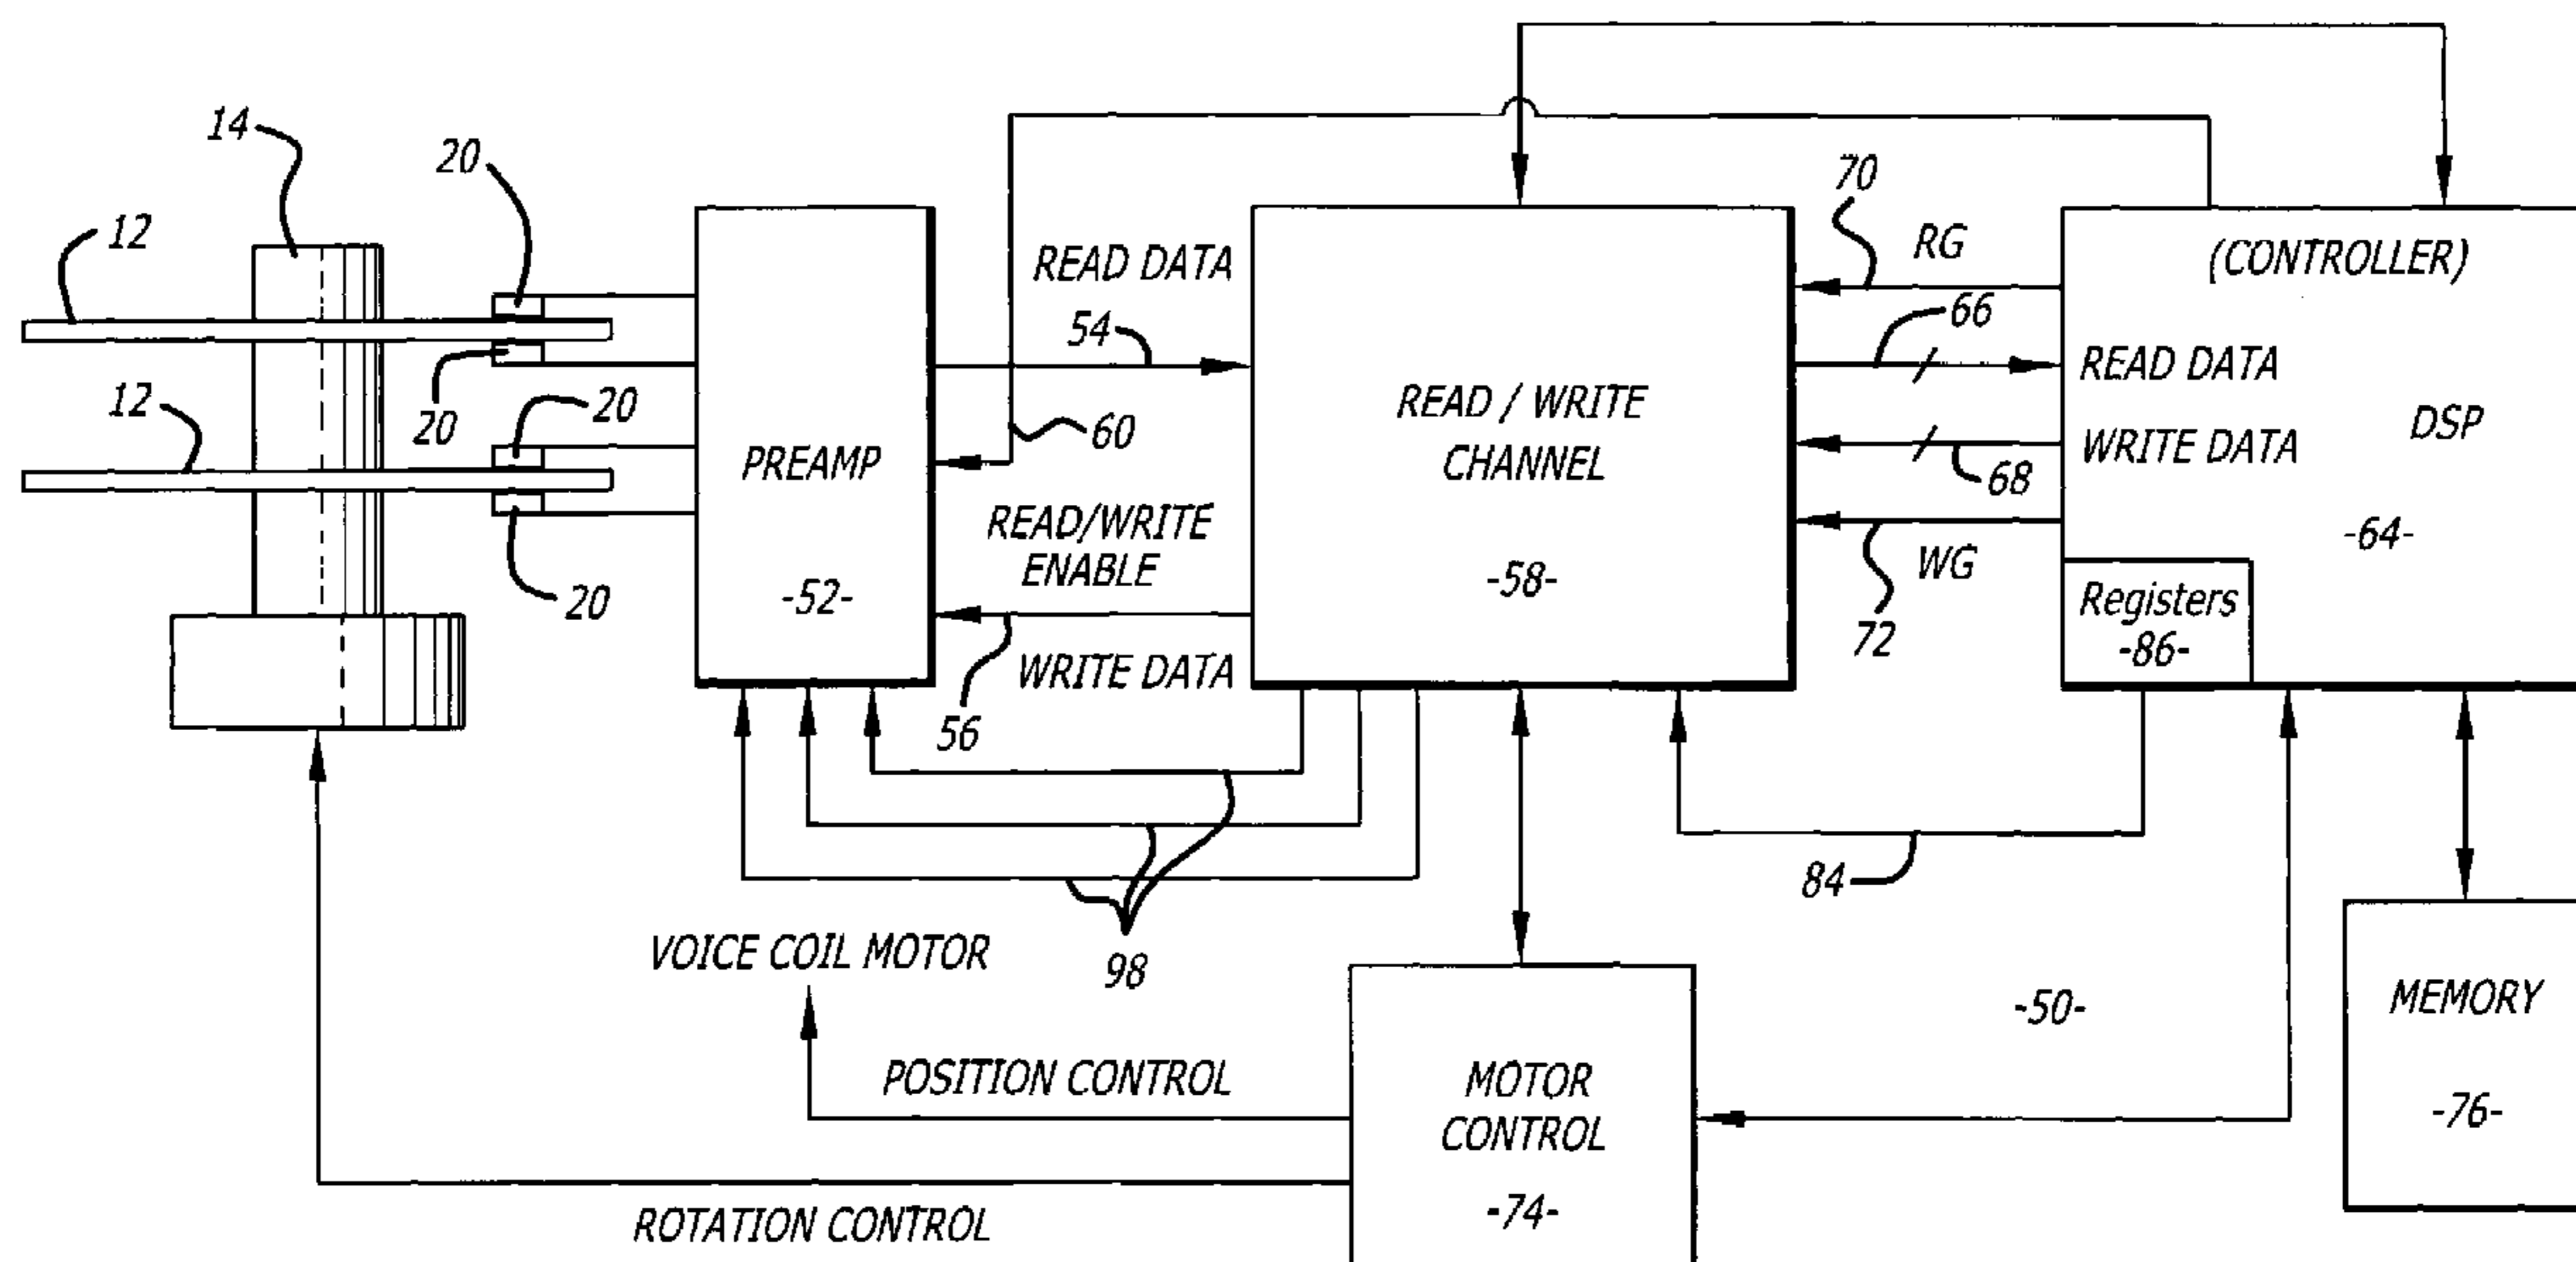 14
20
12
20
12
20
20
PREAMP
-52-
READ DATA
54
60
READ/WRITE
ENABLE
56
WRITE DATA
READ / WRITE
CHANNEL
-58-
70
RG
66
68
WG
72
(CONTROLLER)
READ DATA
DSP
WRITE DATA
-64-
Registers
-86-
98
84
VOICE COIL MOTOR
POSITION CONTROL
ROTATION CONTROL
MOTOR
CONTROL
-74-
-50-
MEMORY
-76-